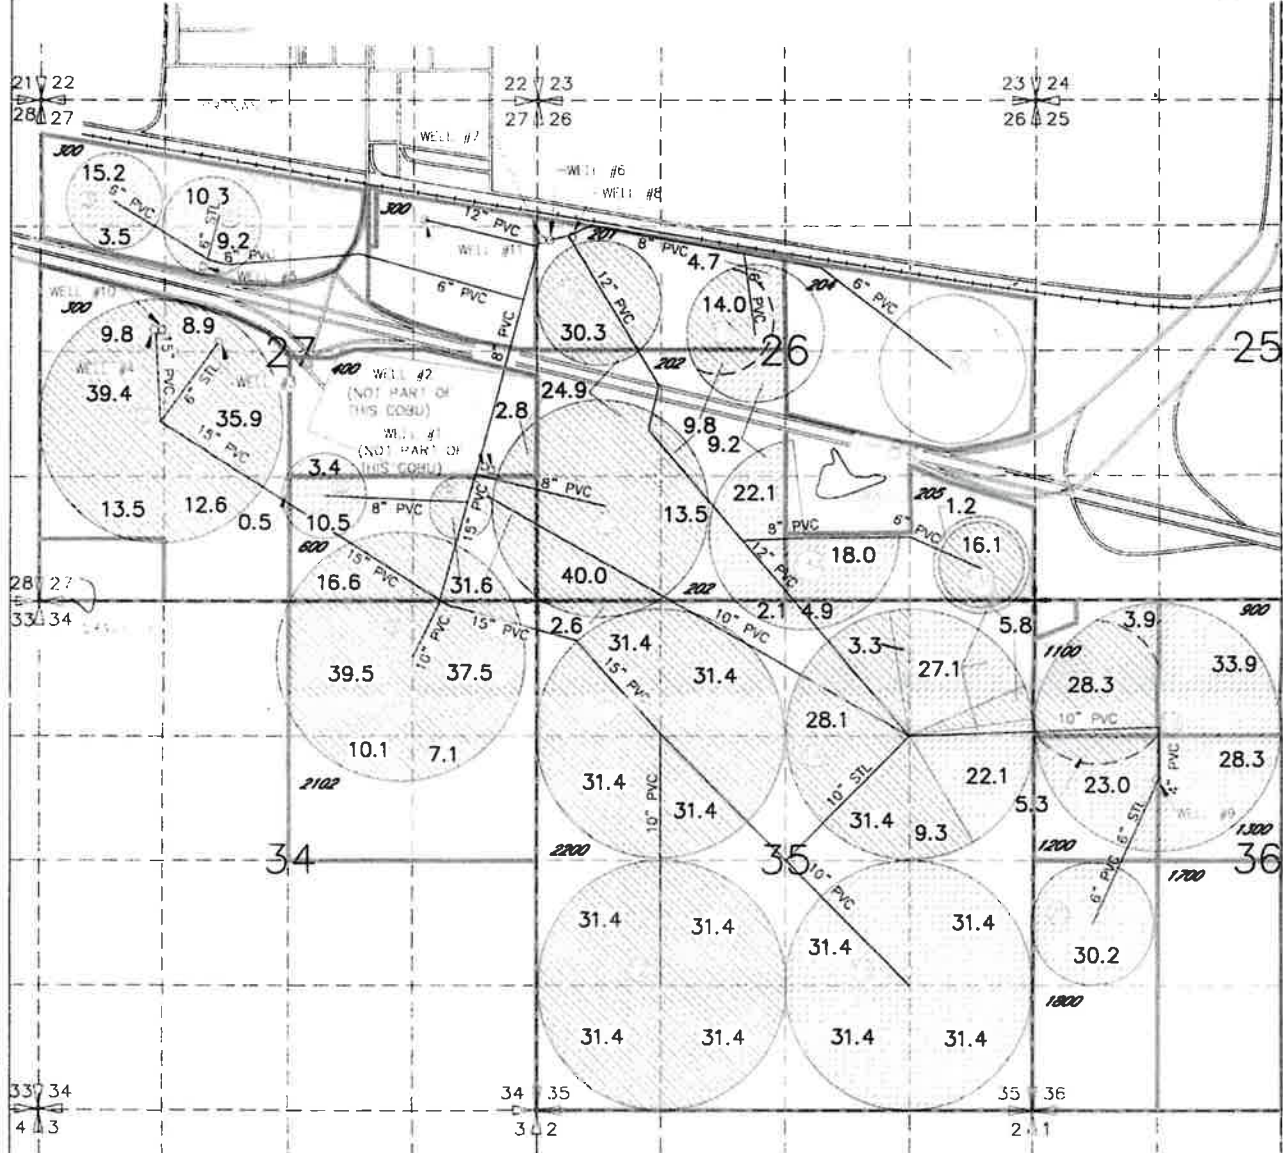 21 22
28 27
22 23
27 26
23 24
26 25
WELL #7
WELL #6
WELL #8
300
15.2
6" PVC
3.5
10.3
6" STL
9.2
6" PVC
WELL #5
300
12" PVC
WELL #11
6" PVC
8" PVC
201
8" PVC
4.7
12" PVC
6" PVC
14.0
30.3
204
6" PVC
WELL #10
300
9.8
8.9
15" PVC
6" STL
WELL #4
WELL #3
39.4
35.9
15" PVC
27
400
WELL #2
(NOT PART OF
THIS COBU)
WELL #1
(NOT PART OF
THIS COBU)
202
26
25
24.9
2.8
9.8
9.2
3.4
13.5
12.6
0.5
10.5
8" PVC
15" PVC
8" PVC
13.5
22.1
8" PVC
18.0
205
1.2
6" PVC
16.1
600
16.6
15" PVC
31.6
40.0
202
12" PVC
28 27
33 34
2.1
4.9
10" PVC
5.8
900
10" PVC
15" PVC
2.6
31.4
31.4
15" PVC
3.3
27.1
1100
3.9
33.9
28.3
39.5
37.5
28.1
10" PVC
10.1
7.1
2102
31.4
31.4
10" PVC
10" STL
31.4
9.3
22.1
5.3
23.0
28.3
6" STL
WELL #9
1300
34
2200
35
10" PVC
1200
36
1700
6" PVC
31.4
31.4
31.4
31.4
30.2
1800
31.4
31.4
31.4
31.4
33 34
4 3
34 35
3 2
35 36
2 1